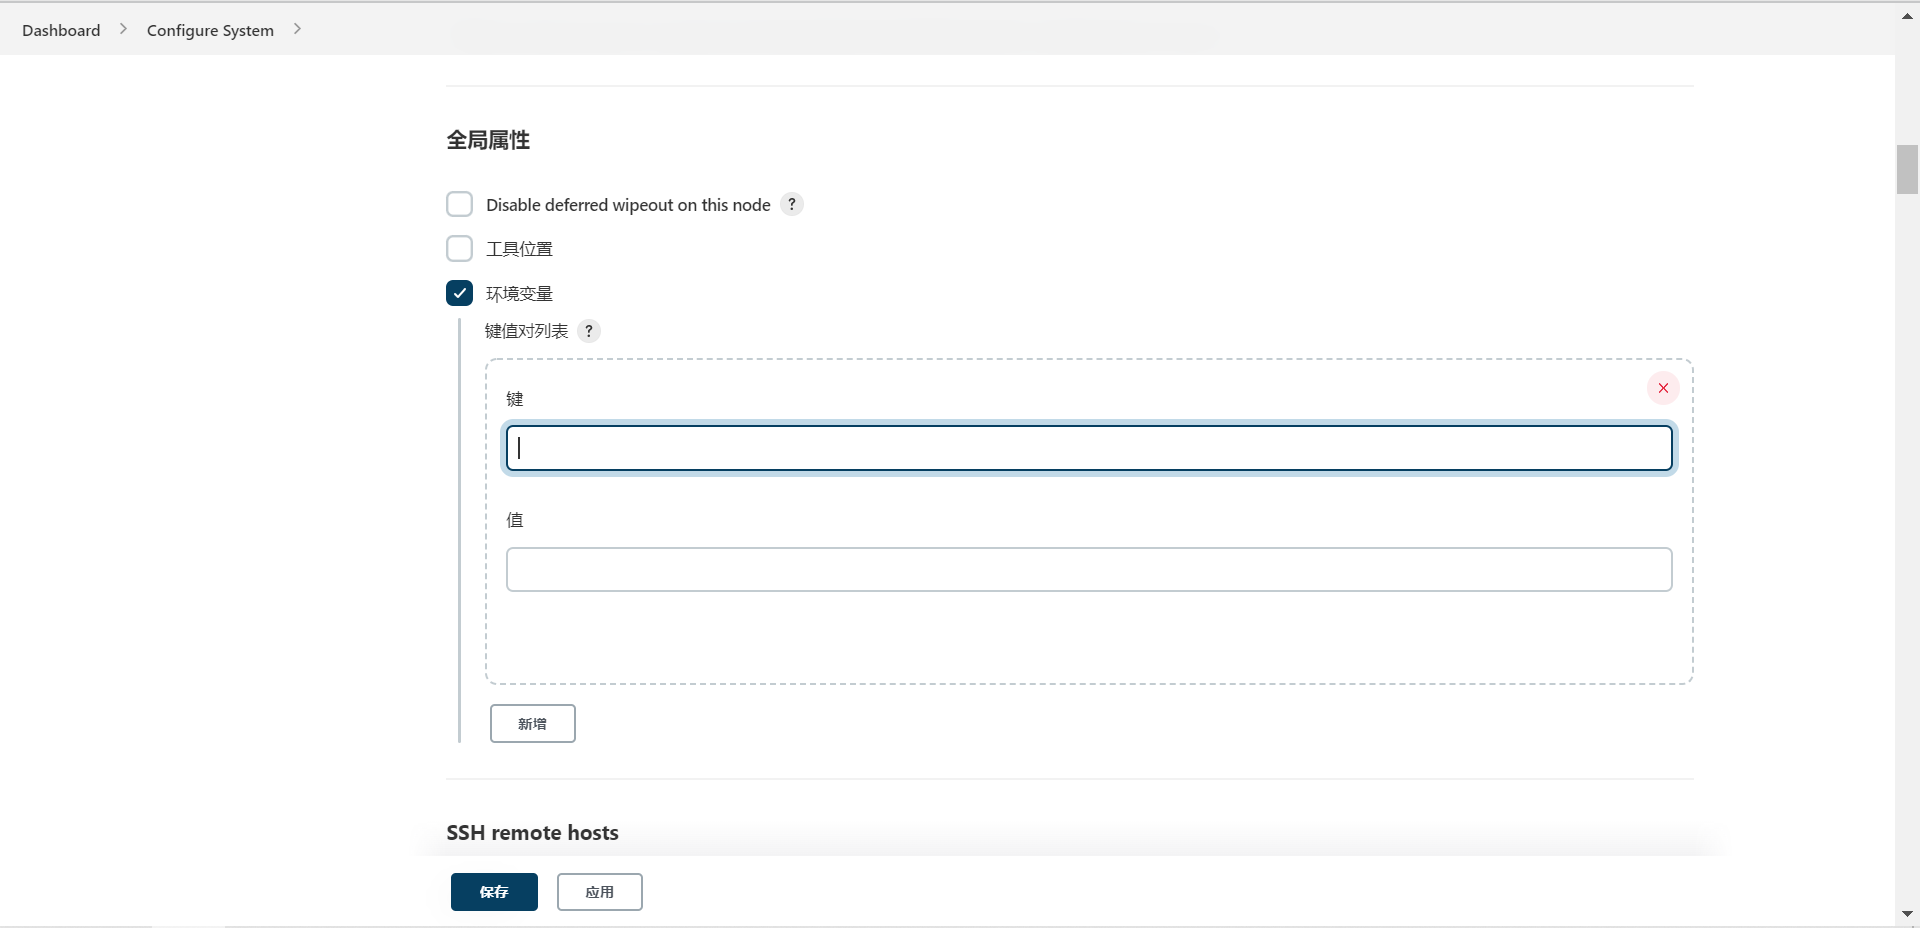 Dashboard
Configure System
全局属性
Disable deferred wipeout on this node ?
工具位置
环境变量
键值对列表 ?
键
值
新增
SSH remote hosts
保存
应用